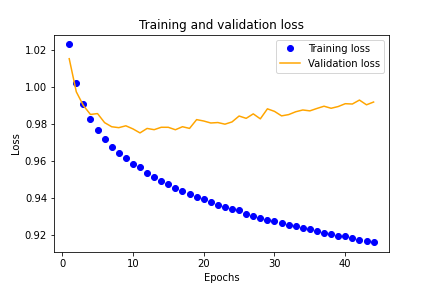 Training and validation loss
Training loss
Validation loss
1.02
1.00
0.98
0.96
0.94
0.92
Loss
0
10
20
30
40
Epochs